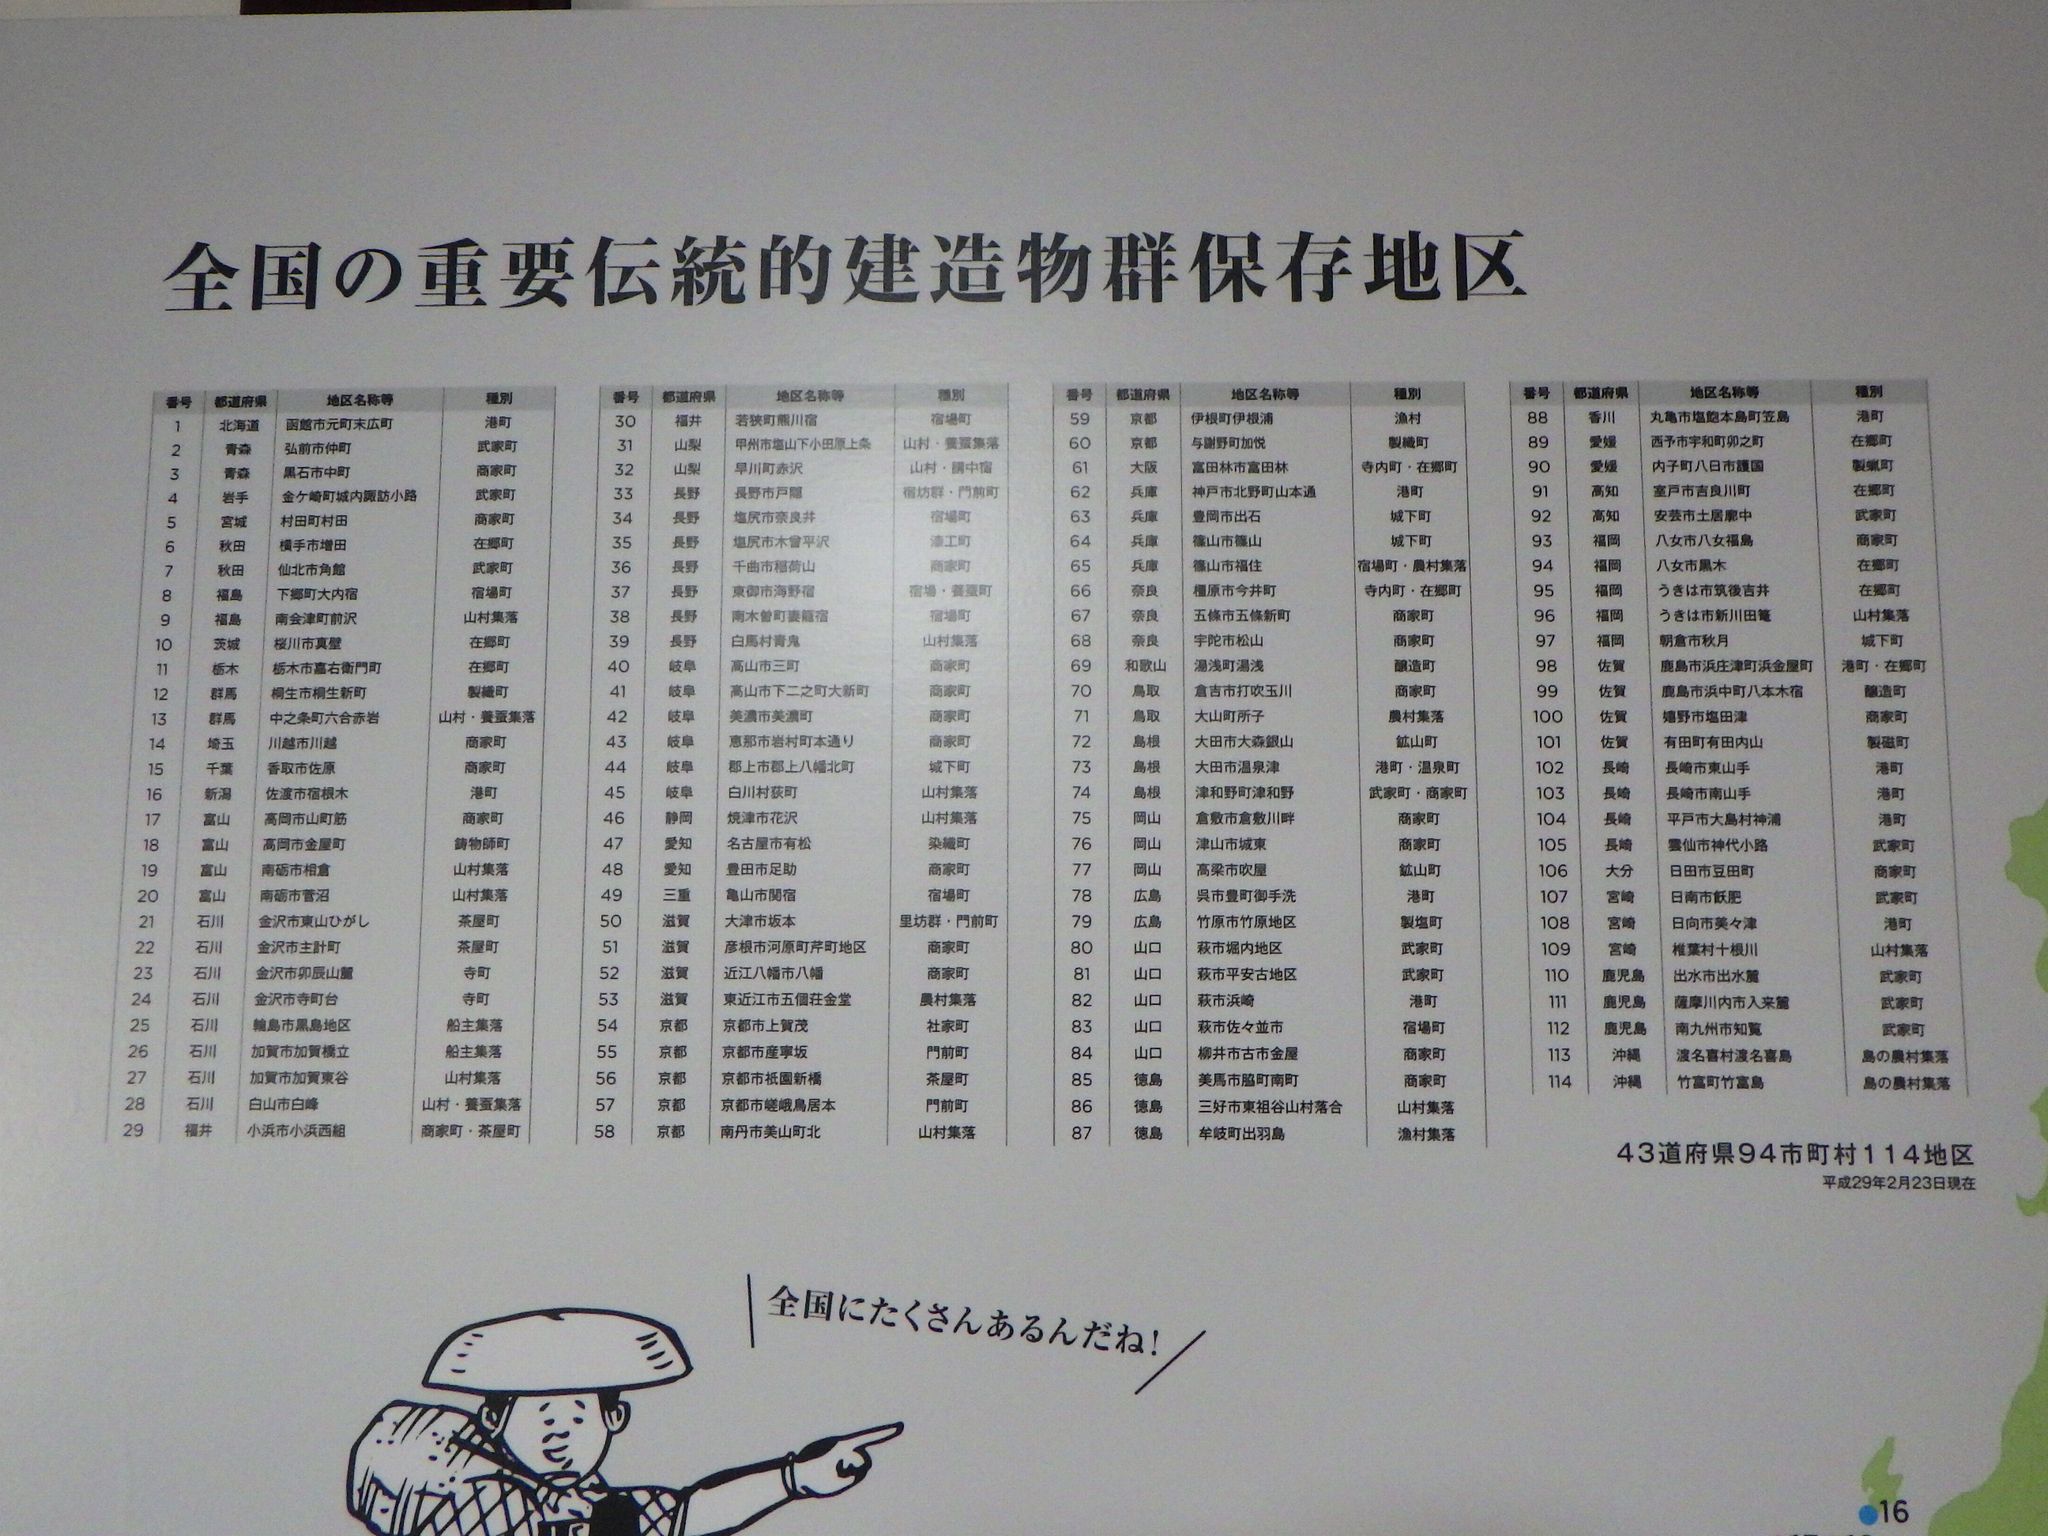 全国の重要伝統的建造物群保存地区
番号 都道府県 地区名称等 種別
1 北海道 函館市元町末広町 港町
2 青森 弘前市仲町 武家町
3 青森 黒石市中町 商家町
4 岩手 金ケ崎町城内諏訪小路 武家町
5 宮城 村田町村田 商家町
6 秋田 横手市増田 在郷町
7 秋田 仙北市角館 武家町
8 福島 下郷町大内宿 宿場町
9 福島 南会津町前沢 山村集落
10 茨城 桜川市真壁 在郷町
11 栃木 栃木市嘉右衛門町 在郷町
12 群馬 桐生市桐生新町 製織町
13 群馬 中之条町六合赤岩 山村・養蚕集落
14 埼玉 川越市川越 商家町
15 千葉 香取市佐原 商家町
16 新潟 佐渡市宿根木 港町
17 富山 高岡市山町筋 商家町
18 富山 高岡市金屋町 鋳物師町
19 富山 南砺市相倉 山村集落
20 富山 南砺市菅沼 山村集落
21 石川 金沢市東山ひがし 茶屋町
22 石川 金沢市主計町 茶屋町
23 石川 金沢市卯辰山麓 寺町
24 石川 金沢市寺町台 寺町
25 石川 輪島市黒島地区 船主集落
26 石川 加賀市加賀橋立 船主集落
27 石川 加賀市加賀東谷 山村集落
28 石川 白山市白峰 山村・養蚕集落
29 福井 小浜市小浜西組 商家町・茶屋町
番号 都道府県 地区名称等 種別
30 福井 若狭町熊川宿 宿場町
31 山梨 甲州市塩山下小田原上条 山村・養蚕集落
32 山梨 早川町赤沢 山村・講中宿
33 長野 長野市戸隠 宿坊群・門前町
34 長野 塩尻市奈良井 宿場町
35 長野 塩尻市木曾平沢 漆工町
36 長野 千曲市稲荷山 商家町
37 長野 東御市海野宿 宿場・養蚕町
38 長野 南木曽町妻籠宿 宿場町
39 長野 白馬村青鬼 山村集落
40 岐阜 高山市三町 商家町
41 岐阜 高山市下二之町大新町 商家町
42 岐阜 美濃市美濃町 商家町
43 岐阜 恵那市岩村町本通り 商家町
44 岐阜 郡上市郡上八幡北町 城下町
45 岐阜 白川村荻町 山村集落
46 静岡 焼津市花沢 山村集落
47 愛知 名古屋市有松 染織町
48 愛知 豊田市足助 商家町
49 三重 亀山市関宿 宿場町
50 滋賀 大津市坂本 里坊群・門前町
51 滋賀 彦根市河原町芹町地区 商家町
52 滋賀 近江八幡市八幡 商家町
53 滋賀 東近江市五個荘金堂 農村集落
54 京都 京都市上賀茂 社家町
55 京都 京都市産寧坂 門前町
56 京都 京都市祇園新橋 茶屋町
57 京都 京都市嵯峨鳥居本 門前町
58 京都 南丹市美山町北 山村集落
番号 都道府県 地区名称等 種別
59 京都 伊根町伊根浦 漁村
60 京都 与謝野町加悦 製織町
61 大阪 富田林市富田林 寺内町・在郷町
62 兵庫 神戸市北野町山本通 港町
63 兵庫 豊岡市出石 城下町
64 兵庫 篠山市篠山 城下町
65 兵庫 篠山市福住 宿場町・農村集落
66 奈良 橿原市今井町 寺内町・在郷町
67 奈良 五條市五條新町 商家町
68 奈良 宇陀市松山 商家町
69 和歌山 湯浅町湯浅 醸造町
70 鳥取 倉吉市打吹玉川 商家町
71 鳥取 大山町所子 農村集落
72 島根 大田市大森銀山 鉱山町
73 島根 大田市温泉津 港町・温泉町
74 島根 津和野町津和野 武家町・商家町
75 岡山 倉敷市倉敷川畔 商家町
76 岡山 津山市城東 商家町
77 岡山 高梁市吹屋 鉱山町
78 広島 呉市豊町御手洗 港町
79 広島 竹原市竹原地区 製塩町
80 山口 萩市堀内地区 武家町
81 山口 萩市平安古地区 武家町
82 山口 萩市浜崎 港町
83 山口 萩市佐々並市 宿場町
84 山口 柳井市古市金屋 商家町
85 徳島 美馬市脇町南町 商家町
86 徳島 三好市東祖谷山村落合 山村集落
87 徳島 牟岐町出羽島 漁村集落
番号 都道府県 地区名称等 種別
88 香川 丸亀市塩飽本島町笠島 港町
89 愛媛 西予市宇和町卯之町 在郷町
90 愛媛 内子町八日市護国 製蝋町
91 高知 室戸市吉良川町 在郷町
92 高知 安芸市土居廓中 武家町
93 福岡 八女市八女福島 商家町
94 福岡 八女市黒木 在郷町
95 福岡 うきは市筑後吉井 在郷町
96 福岡 うきは市新川田篭 山村集落
97 福岡 朝倉市秋月 城下町
98 佐賀 鹿島市浜庄津町浜金屋町 港町・在郷町
99 佐賀 鹿島市浜中町八本木宿 醸造町
100 佐賀 嬉野市塩田津 商家町
101 佐賀 有田町有田内山 製磁町
102 長崎 長崎市東山手 港町
103 長崎 長崎市南山手 港町
104 長崎 平戸市大島村神浦 港町
105 長崎 雲仙市神代小路 武家町
106 大分 日田市豆田町 商家町
107 宮崎 日南市飫肥 武家町
108 宮崎 日向市美々津 港町
109 宮崎 椎葉村十根川 山村集落
110 鹿児島 出水市出水麓 武家町
111 鹿児島 薩摩川内市入来麓 武家町
112 鹿児島 南九州市知覧 武家町
113 沖縄 渡名喜村渡名喜島 島の農村集落
114 沖縄 竹富町竹富島 島の農村集落
43道府県94市町村114地区
平成29年2月23日現在
全国にたくさんあるんだね!
16